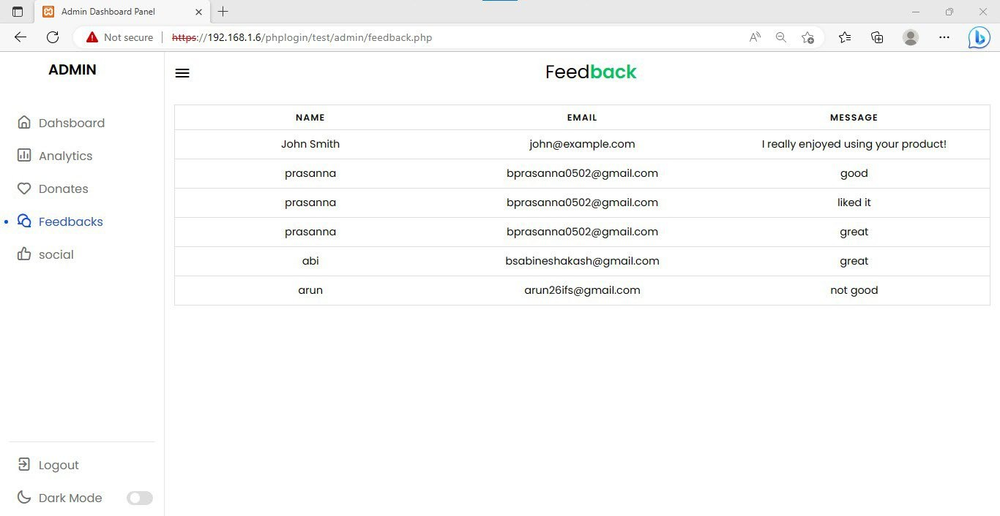 Admin Dashboard Panel
Not secure https://192.168.1.6/phplogin/test/admin/feedback.php
ADMIN
Feedback
Dahsboard
Analytics
Donates
Feedbacks
social
NAME EMAIL MESSAGE
John Smith john@example.com I really enjoyed using your product!
prasanna bprasanna0502@gmail.com good
prasanna bprasanna0502@gmail.com liked it
prasanna bprasanna0502@gmail.com great
abi bsabineshakash@gmail.com great
arun arun26ifs@gmail.com not good
Logout
Dark Mode